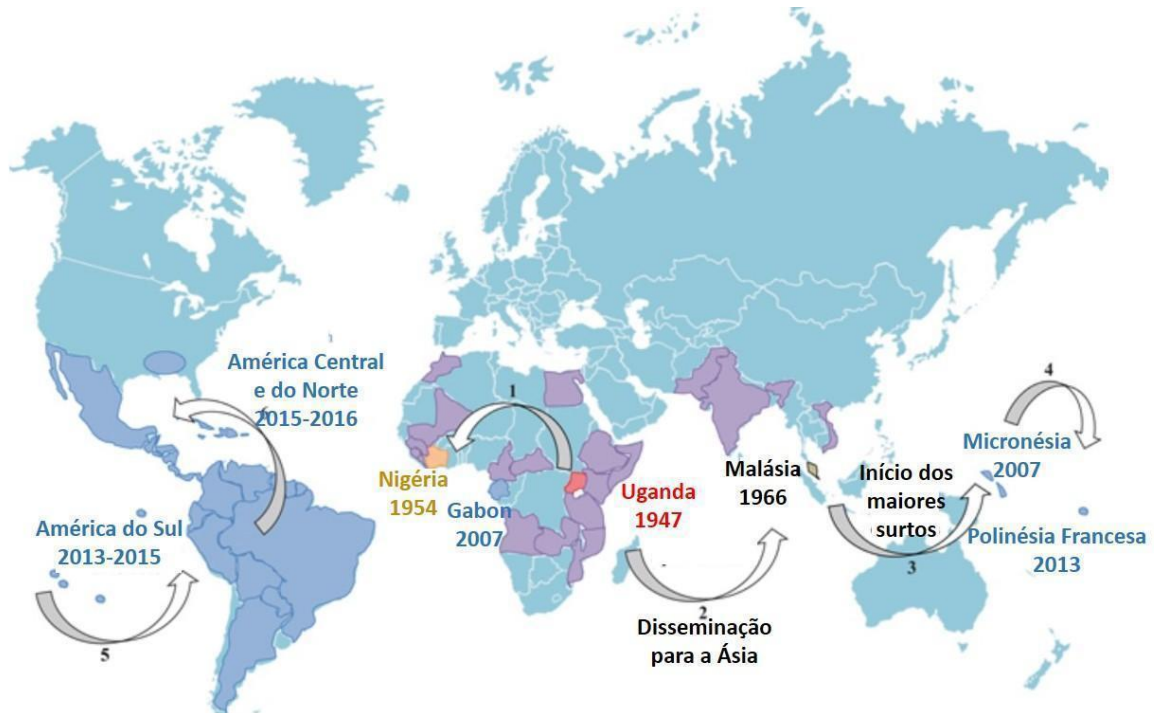 América Central
e do Norte
2015-2016
América do Sul
2013-2015
5
1
Nigéria
1954
Gabon
2007
Uganda
1947
2
Disseminação
para a Ásia
Malásia
1966
Início dos
maiores
surtos
3
4
Micronésia
2007
Polinésia Francesa
2013